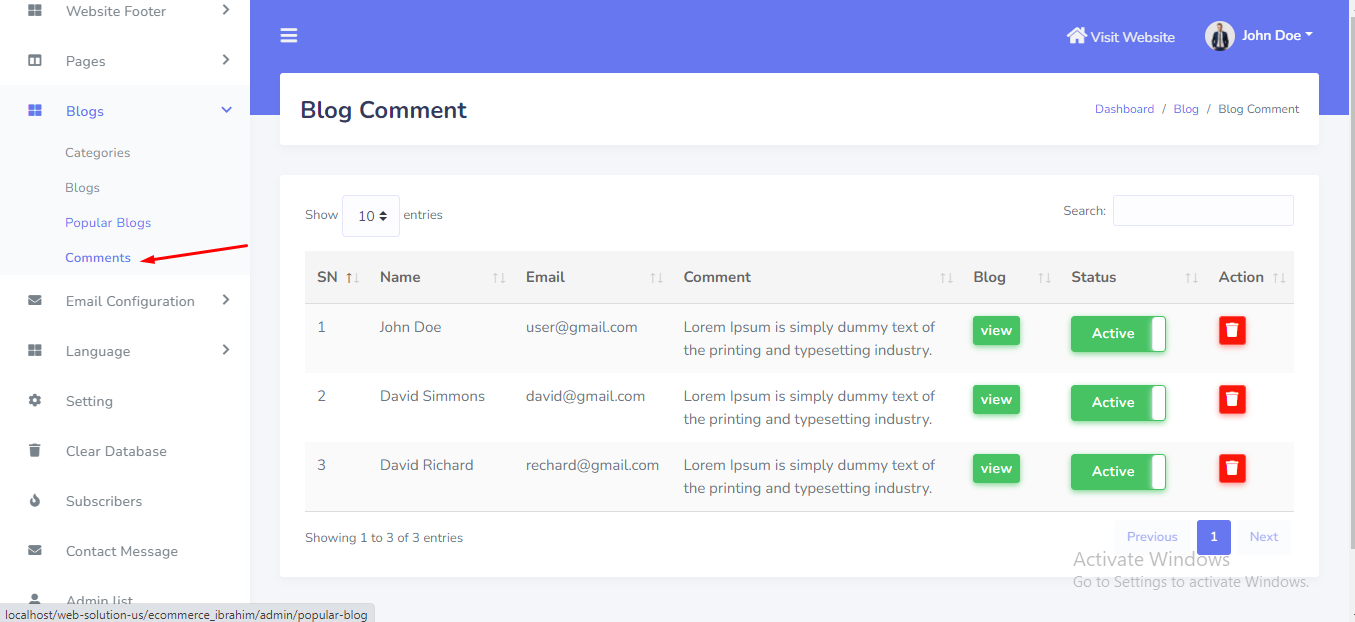 Website Footer
Pages
Blogs
Categories
Blogs
Popular Blogs
Comments
Email Configuration
Language
Setting
Clear Database
Subscribers
Contact Message
Admin list
localhost/web-solution-us/ecommerce_ibrahim/admin/popular-blog
Visit Website
John Doe
Blog Comment
Dashboard / Blog / Blog Comment
Show 10 entries
Search:
SN Name Email Comment Blog Status Action
1 John Doe user@gmail.com Lorem Ipsum is simply dummy text of view Active
the printing and typesetting industry.
2 David Simmons david@gmail.com Lorem Ipsum is simply dummy text of view Active
the printing and typesetting industry.
3 David Richard rechard@gmail.com Lorem Ipsum is simply dummy text of view Active
the printing and typesetting industry.
Showing 1 to 3 of 3 entries
Previous 1 Next
Activate Windows
Go to Settings to activate Windows.